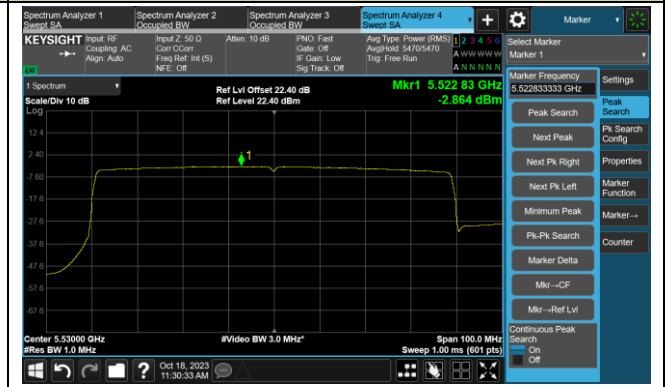 Spectrum Analyzer 1
Swept SA
Spectrum Analyzer 2
Occupied BW
Spectrum Analyzer 3
Occupied BW
Spectrum Analyzer 4
Swept SA
Marker
KEYSIGHT
Input: RF
Coupling: AC
Align: Auto
Input Z: 50 Ω
Corr CCorr
Freq Ref: Int (S)
NFE: Off
Atten: 10 dB
PNO: Fast
Gate: Off
IF Gain: Low
Sig Track: Off
Avg Type: Power (RMS)
Avg|Hold: 5470/5470
Trig: Free Run
1 2 3 4 5 6
A W W W W W
A N N N N N
Select Marker
Marker 1
1 Spectrum
Scale/Div 10 dB
Log
Ref Lvl Offset 22.40 dB
Ref Level 22.40 dBm
Mkr1 5.522 83 GHz
-2.864 dBm
12.4
2.40
-7.60
-17.6
-27.6
-37.6
-47.6
-57.6
-67.6
1
Center 5.53000 GHz
#Res BW 1.0 MHz
#Video BW 3.0 MHz*
Span 100.0 MHz
Sweep 1.00 ms (601 pts)
Marker Frequency
5.522833333 GHz
Peak Search
Next Peak
Next Pk Right
Next Pk Left
Minimum Peak
Pk-Pk Search
Marker Delta
Mkr→CF
Mkr→Ref Lvl
Continuous Peak
Search
On
Off
Settings
Peak
Search
Pk Search
Config
Properties
Marker
Function
Marker→
Counter
?
Oct 18, 2023
11:30:33 AM